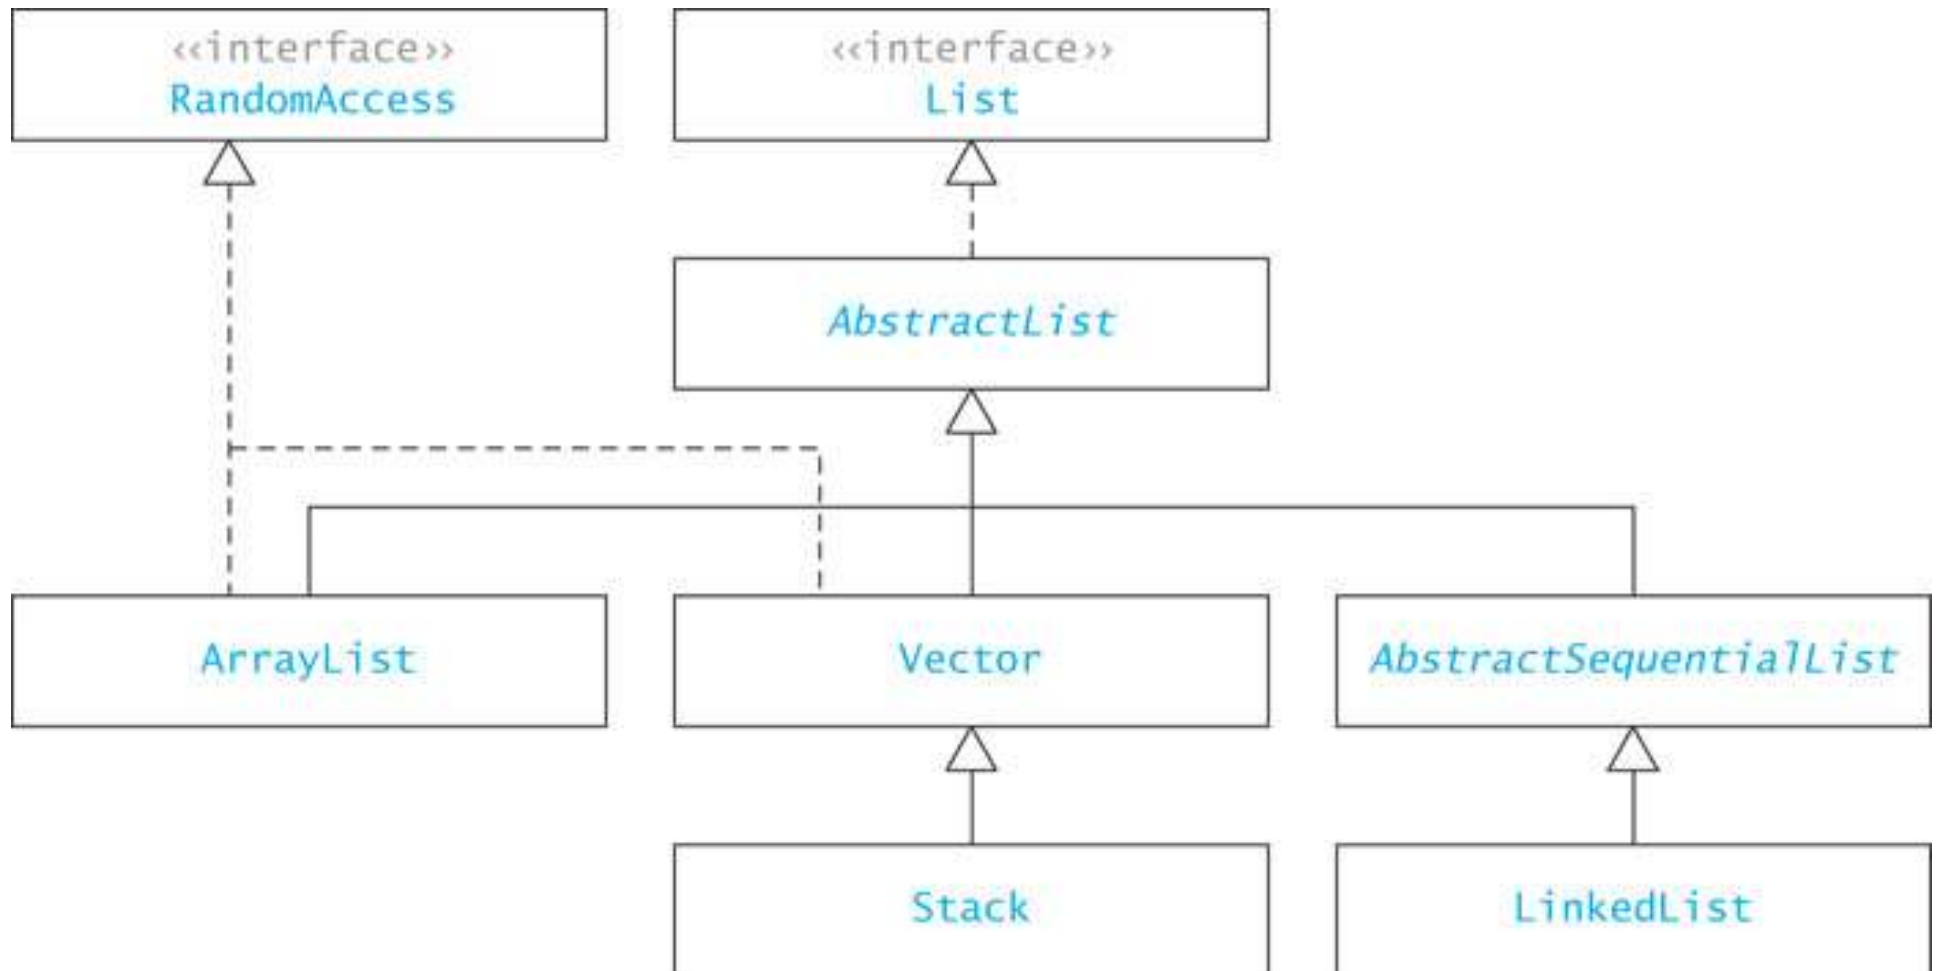 ‹‹interface››
RandomAccess
‹‹interface››
List
AbstractList
ArrayList
Vector
AbstractSequentialList
Stack
LinkedList